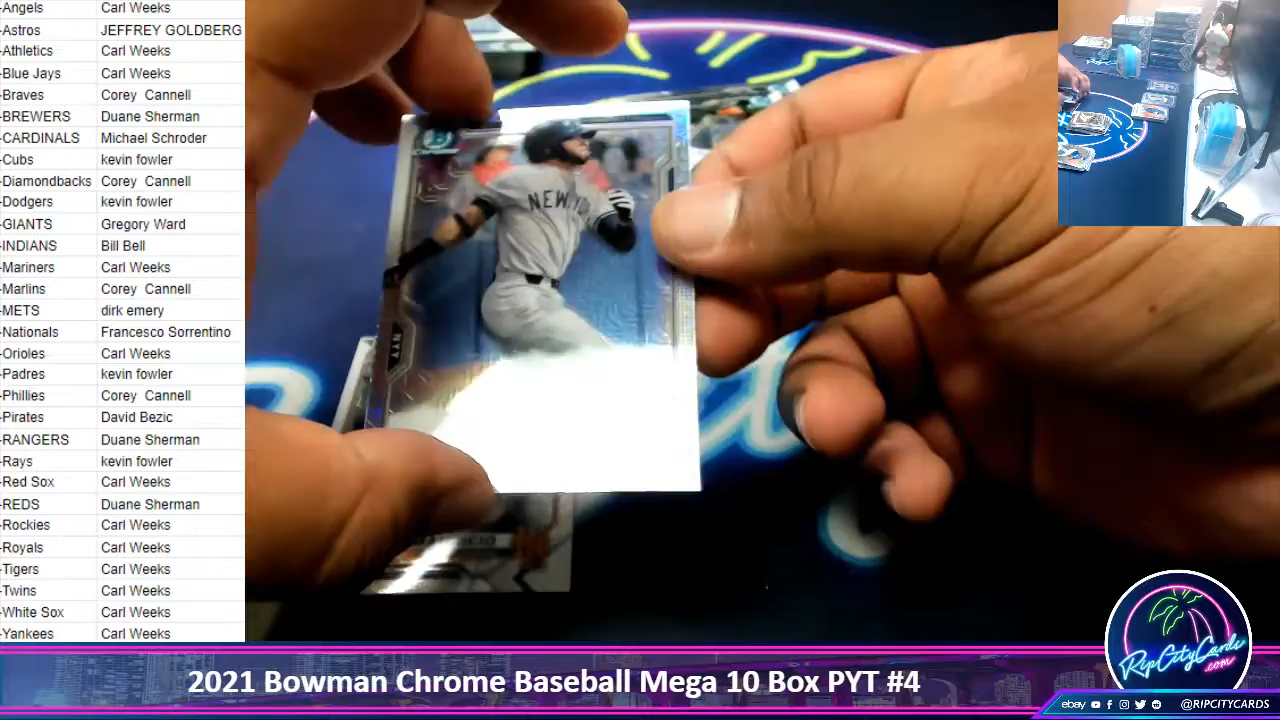 -Angels Carl Weeks
-Astros JEFFREY GOLDBERG
-Athletics Carl Weeks
-Blue Jays Carl Weeks
-Braves Corey Cannell
-BREWERS Duane Sherman
-CARDINALS Michael Schroder
-Cubs kevin fowler
-Diamondbacks Corey Cannell
-Dodgers kevin fowler
-GIANTS Gregory Ward
-INDIANS Bill Bell
-Mariners Carl Weeks
-Marlins Corey Cannell
-METS dirk emery
-Nationals Francesco Sorrentino
-Orioles Carl Weeks
-Padres kevin fowler
-Phillies Corey Cannell
-Pirates David Bezic
-RANGERS Duane Sherman
-Rays kevin fowler
-Red Sox Carl Weeks
-REDS Duane Sherman
-Rockies Carl Weeks
-Royals Carl Weeks
-Tigers Carl Weeks
-Twins Carl Weeks
-White Sox Carl Weeks
-Yankees Carl Weeks
NEW
NYY
2021 Bowman Chrome Baseball Mega 10 Box PYT #4
RipCityCards
.com
ebay @RIPCITYCARDS